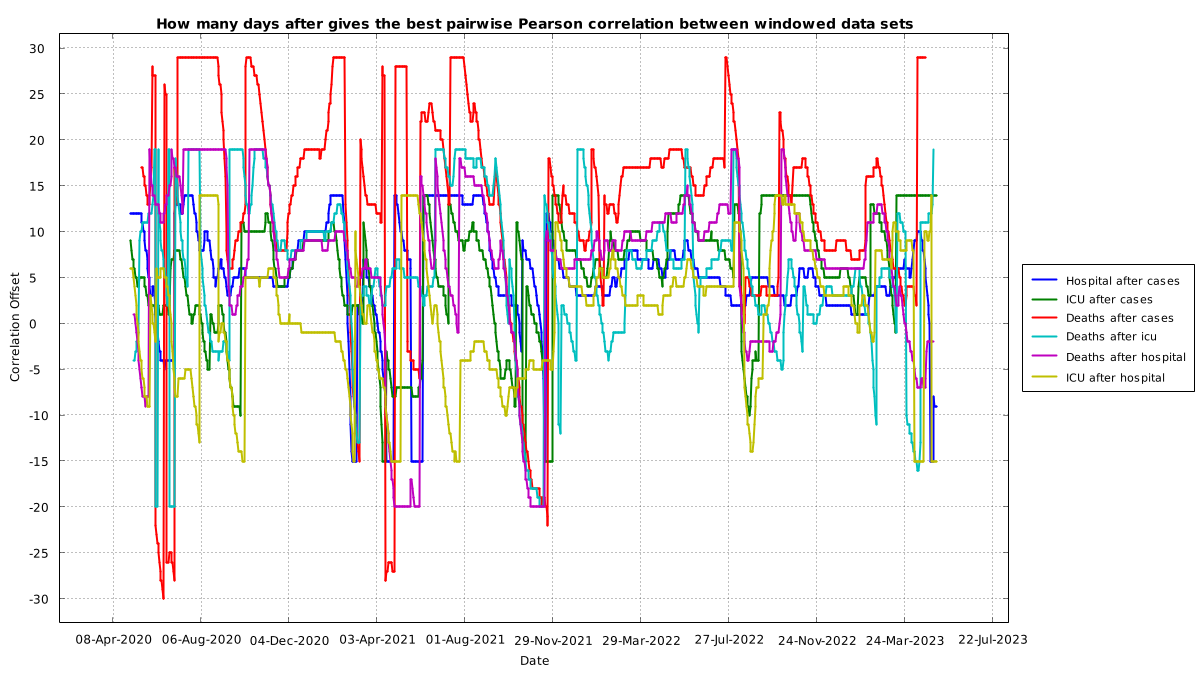 How many days after gives the best pairwise Pearson correlation between windowed data sets
30
25
20
15
10
5
0
-5
-10
-15
-20
-25
-30
Correlation Offset
08-Apr-2020 06-Aug-2020 04-Dec-2020 03-Apr-2021 01-Aug-2021 29-Nov-2021 29-Mar-2022 27-Jul-2022 24-Nov-2022 24-Mar-2023 22-Jul-2023
Date
Hospital after cases
ICU after cases
Deaths after cases
Deaths after icu
Deaths after hospital
ICU after hospital